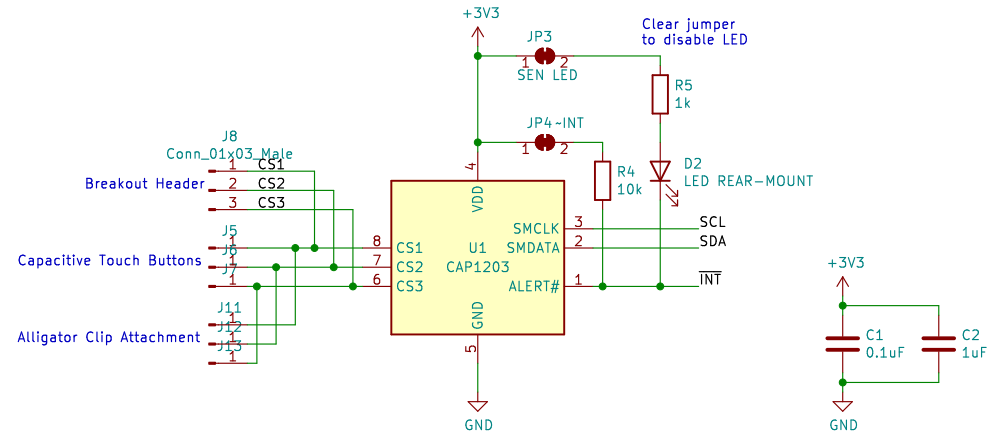 +3V3
Clear jumper
to disable LED
JP3
1 2
SEN LED
R5
1k
JP4 ~INT
1 2
J8
Conn_01x03_Male
1 CS1
2 CS2
3 CS3
Breakout Header
4
VDD
R4
10k
D2
LED REAR-MOUNT
J5
1
J6
1
J7
1
Capacitive Touch Buttons
8 CS1
7 CS2
6 CS3
U1
CAP1203
SMCLK 3 SCL
SMDATA 2 SDA
ALERT# 1 INT
GND
5
GND
J11
1
J12
1
J13
1
Alligator Clip Attachment
+3V3
C1
0.1uF
C2
1uF
GND